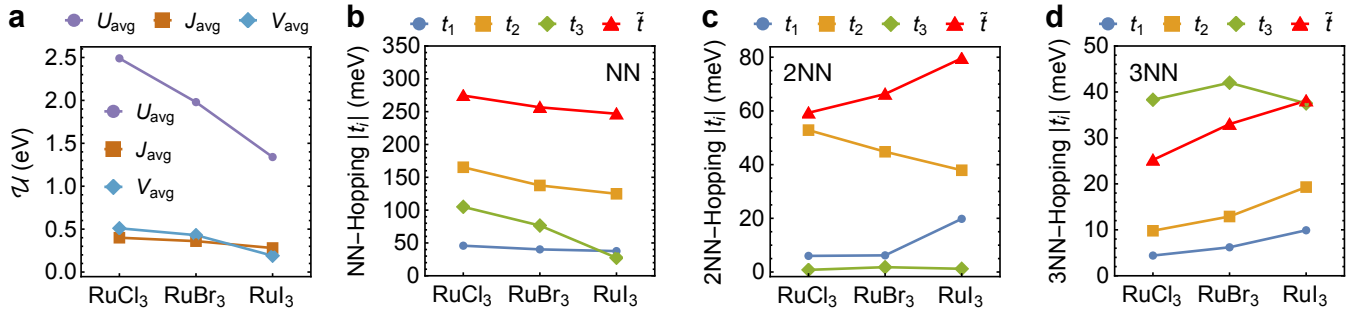 a
U_avg J_avg V_avg
𝒰 (eV)
2.5
2.0
1.5
1.0
0.5
0.0
U_avg
J_avg
V_avg
RuCl₃ RuBr₃ RuI₃
b
t₁ t₂ t₃ t̃
NN−Hopping |tᵢ| (meV)
350
300
250
200
150
100
50
0
NN
RuCl₃ RuBr₃ RuI₃
c
t₁ t₂ t₃ t̃
2NN−Hopping |tᵢ| (meV)
80
60
40
20
0
2NN
RuCl₃ RuBr₃ RuI₃
d
t₁ t₂ t₃ t̃
3NN−Hopping |tᵢ| (meV)
50
40
30
20
10
0
3NN
RuCl₃ RuBr₃ RuI₃